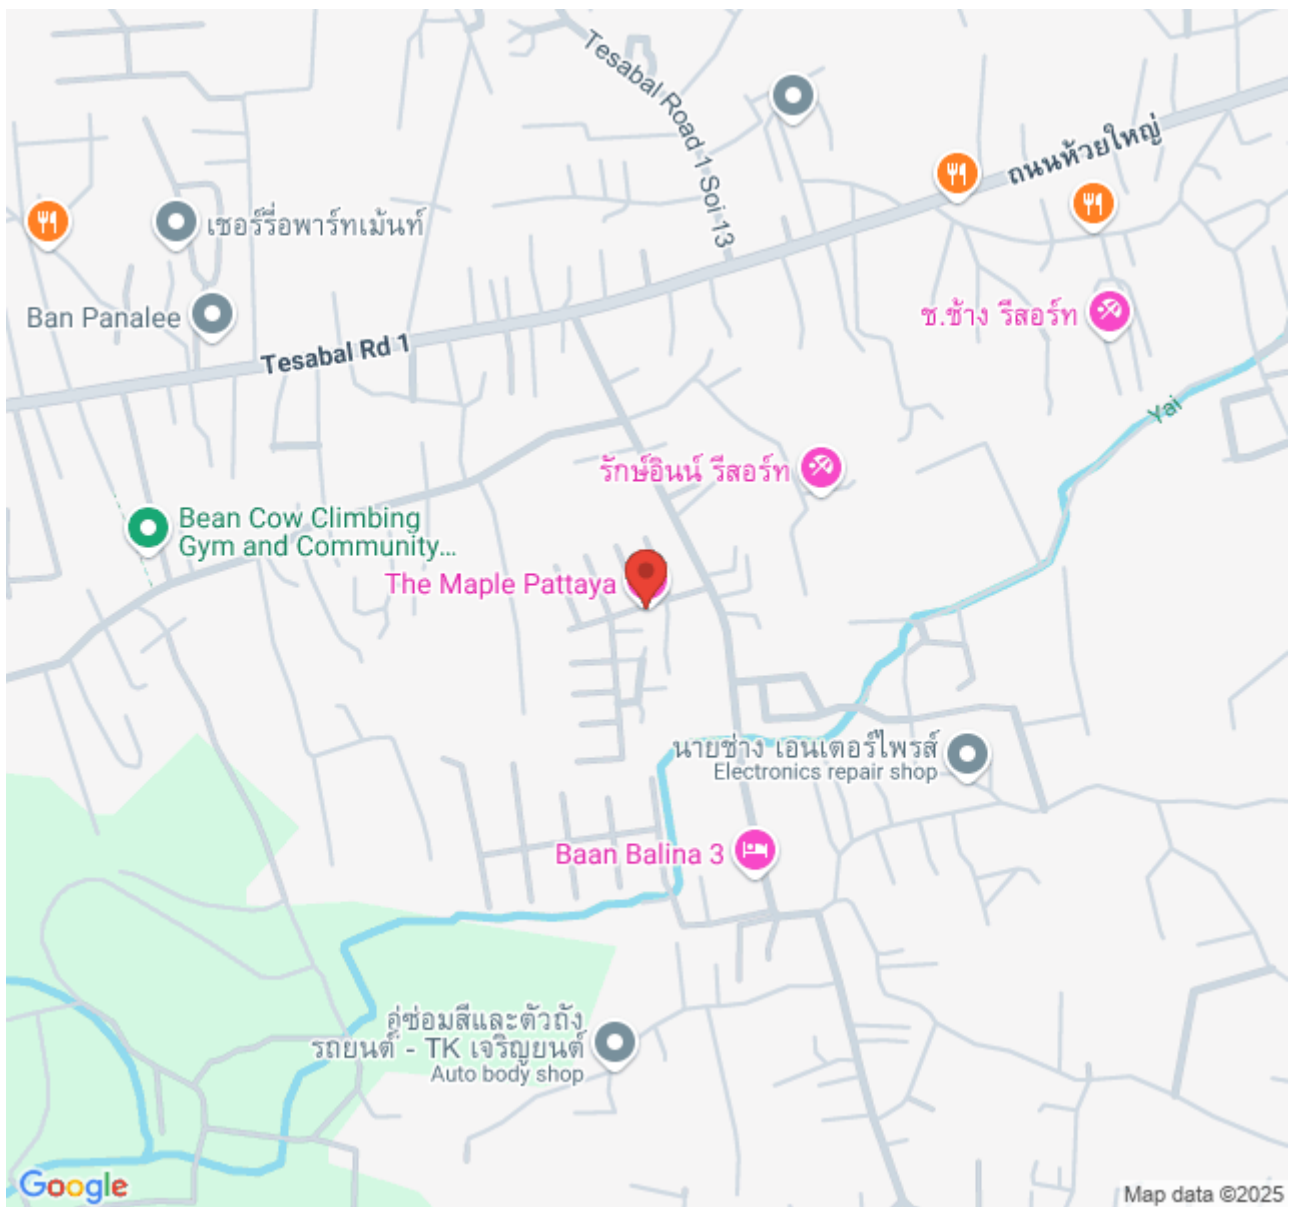 Tesabal Road 1 Soi 13
ถนนห้วยใหญ่
เชอร์รี่อพาร์ทเม้นท์
Ban Panalee
ช.ช้าง รีสอร์ท
Tesabal Rd 1
Yai
รักษ์อินน์ รีสอร์ท
Bean Cow Climbing
Gym and Community...
The Maple Pattaya
นายช่าง เอนเตอร์ไพรส์
Electronics repair shop
Baan Balina 3
อู่ซ่อมสีและตัวถัง
รถยนต์ - TK เจริญยนต์
Auto body shop
Google
Map data ©2025